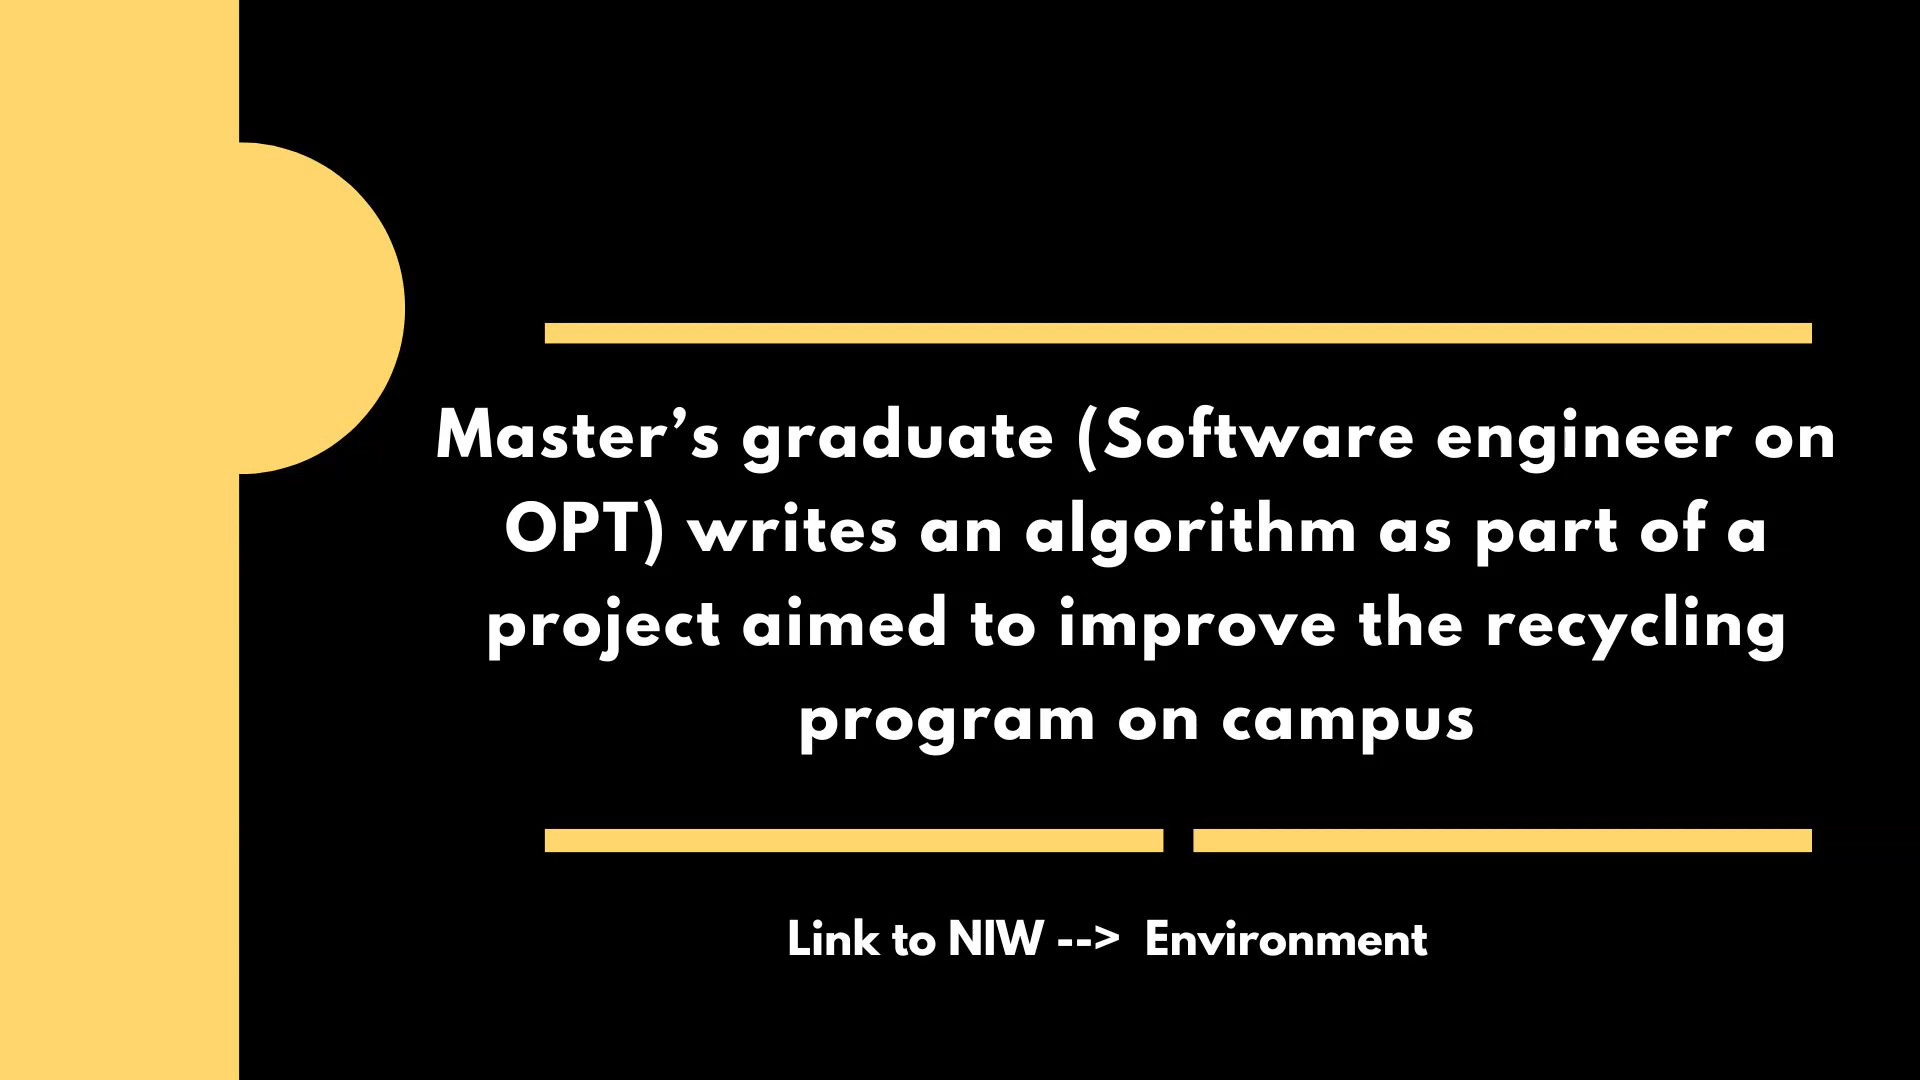 Master’s graduate (Software engineer on
OPT) writes an algorithm as part of a
project aimed to improve the recycling
program on campus
Link to NIW --> Environment